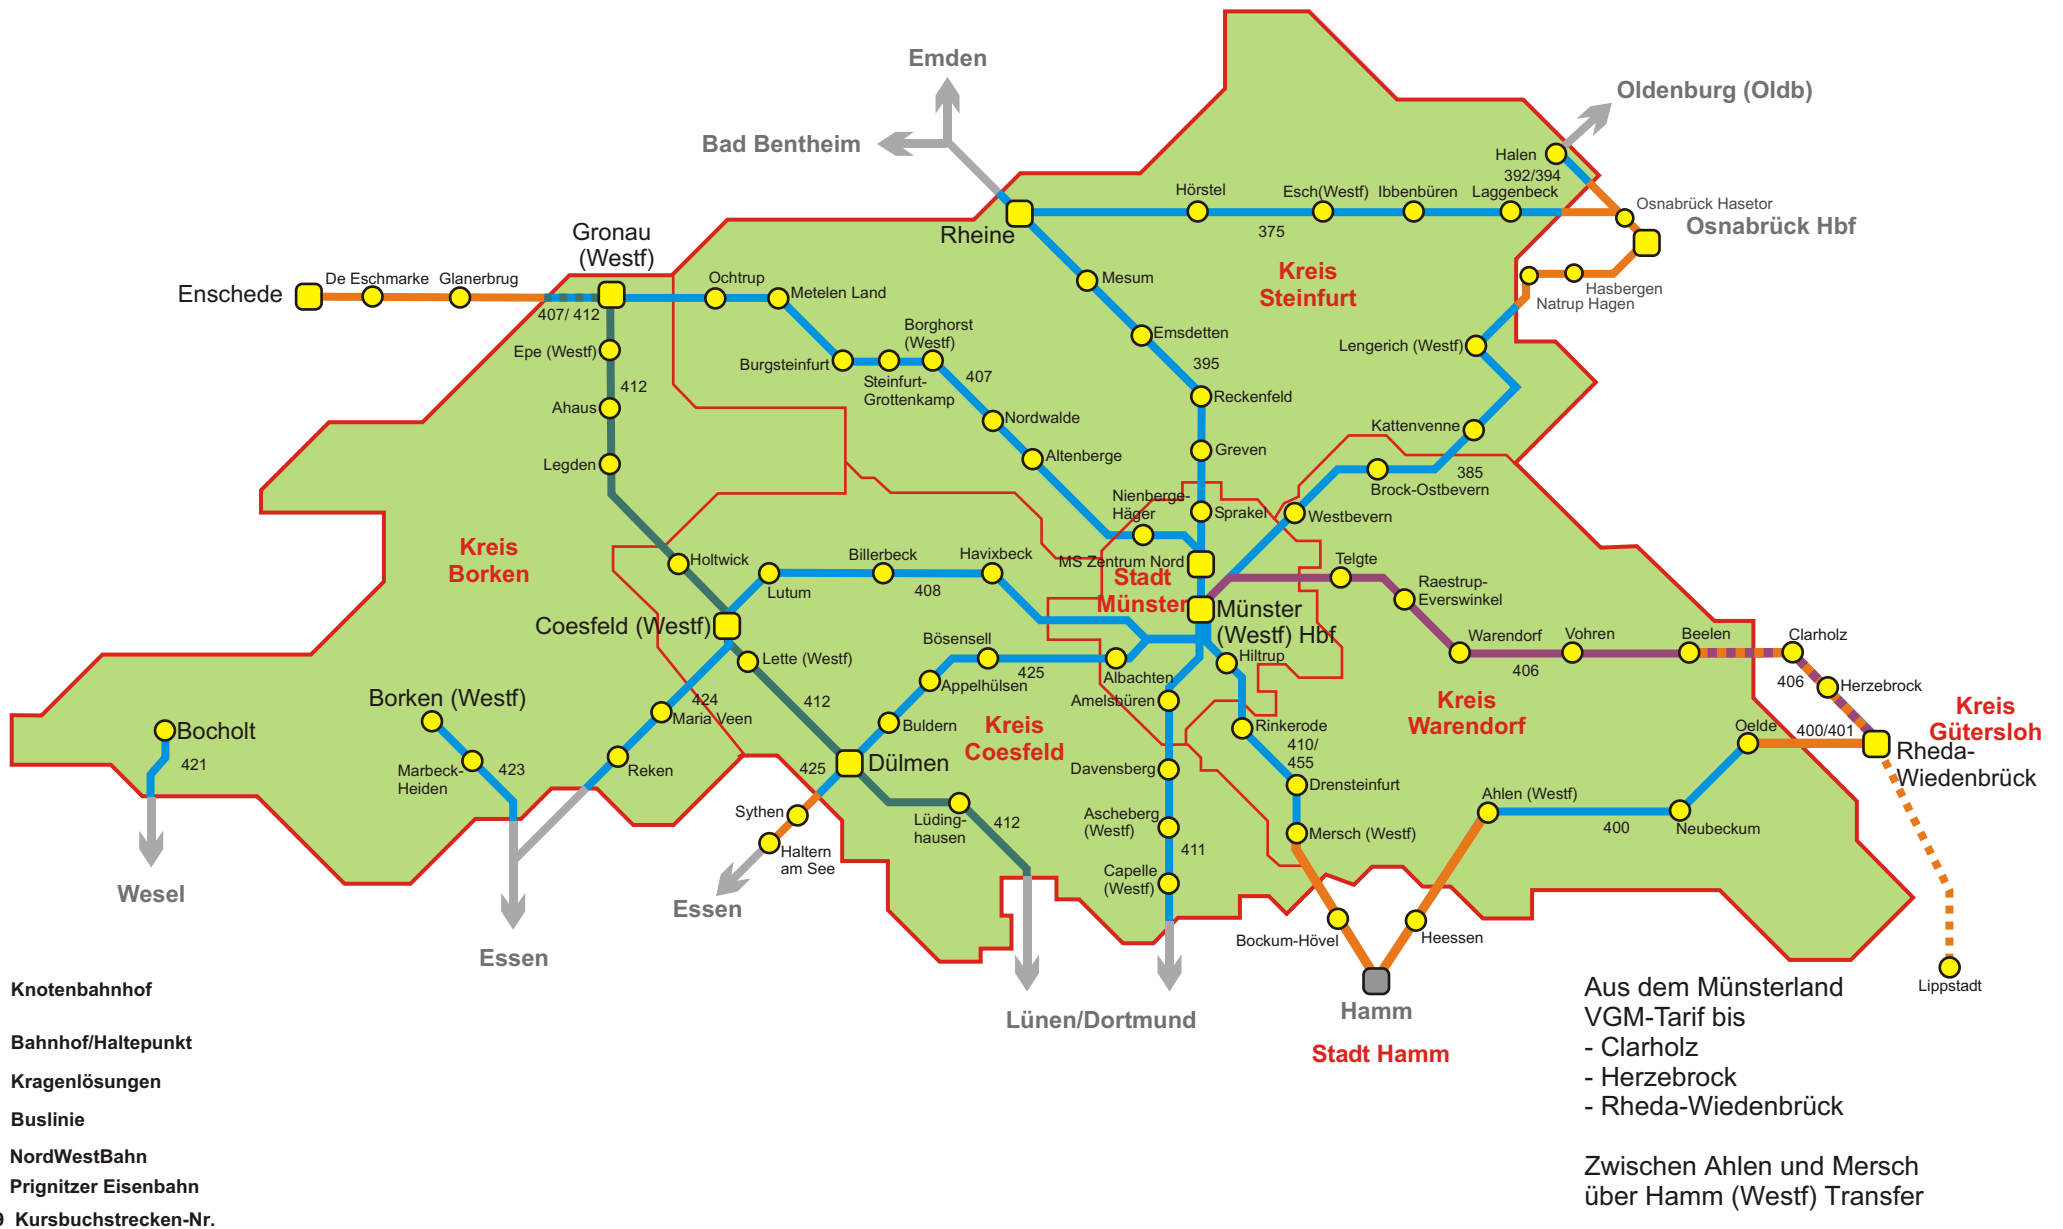 Emden
Oldenburg (Oldb)
Bad Bentheim
Halen
392/394
Hörstel
Esch(Westf)
Ibbenbüren
Laggenbeck
Osnabrück Hasetor
Osnabrück Hbf
Rheine
375
Gronau
(Westf)
Kreis
Steinfurt
Enschede
De Eschmarke
Glanerbrug
407/ 412
Ochtrup
Metelen Land
Mesum
Hasbergen
Natrup Hagen
Borghorst
(Westf)
Emsdetten
Epe (Westf)
Burgsteinfurt
Steinfurt-
Grottenkamp
407
395
Lengerich (Westf)
412
Ahaus
Reckenfeld
Nordwalde
Kattenvenne
Altenberge
Greven
Legden
385
Brock-Ostbevern
Nienberge-
Häger
Sprakel
Westbevern
Kreis
Borken
Holtwick
Billerbeck
Havixbeck
MS Zentrum Nord
Telgte
Lutum
408
Stadt
Münster
Raestrup-
Everswinkel
Coesfeld (Westf)
Münster
(Westf) Hbf
Bösensell
Warendorf
Vohren
Beelen
Clarholz
Lette (Westf)
425
Albachten
Hiltrup
406
406
Herzebrock
Borken (Westf)
424
412
Appelhülsen
Amelsbüren
Kreis
Warendorf
Kreis
Gütersloh
Maria Veen
Buldern
Kreis
Coesfeld
Rinkerode
Oelde
400/401
Bocholt
421
410/
455
Rheda-
Wiedenbrück
Marbeck-
Heiden
423
Reken
425
Dülmen
Davensberg
Drensteinfurt
Ahlen (Westf)
Sythen
Lüding-
hausen
412
Ascheberg
(Westf)
Mersch (Westf)
400
Neubeckum
Haltern
am See
411
Wesel
Essen
Capelle
(Westf)
Bockum-Hövel
Heessen
Essen
Lippstadt
Knotenbahnhof
Lünen/Dortmund
Hamm
Stadt Hamm
Aus dem Münsterland
VGM-Tarif bis
- Clarholz
- Herzebrock
- Rheda-Wiedenbrück
Bahnhof/Haltepunkt
Kragenlösungen
Buslinie
NordWestBahn
Prignitzer Eisenbahn
9 Kursbuchstrecken-Nr.
Zwischen Ahlen und Mersch
über Hamm (Westf) Transfer